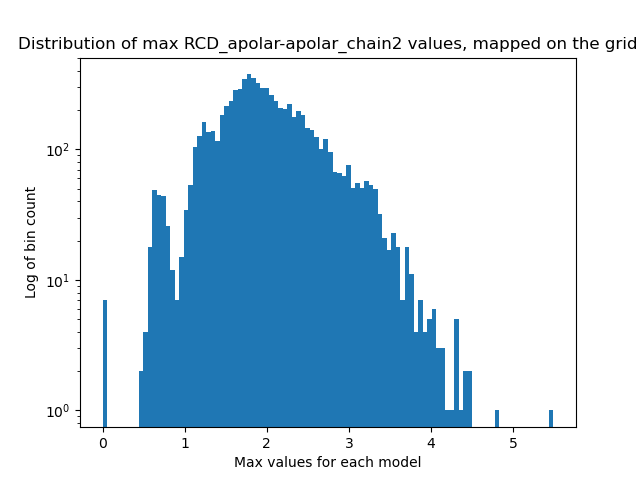 Distribution of max RCD_apolar-apolar_chain2 values, mapped on the grid
Log of bin count
10²
10¹
10⁰
0 1 2 3 4 5
Max values for each model